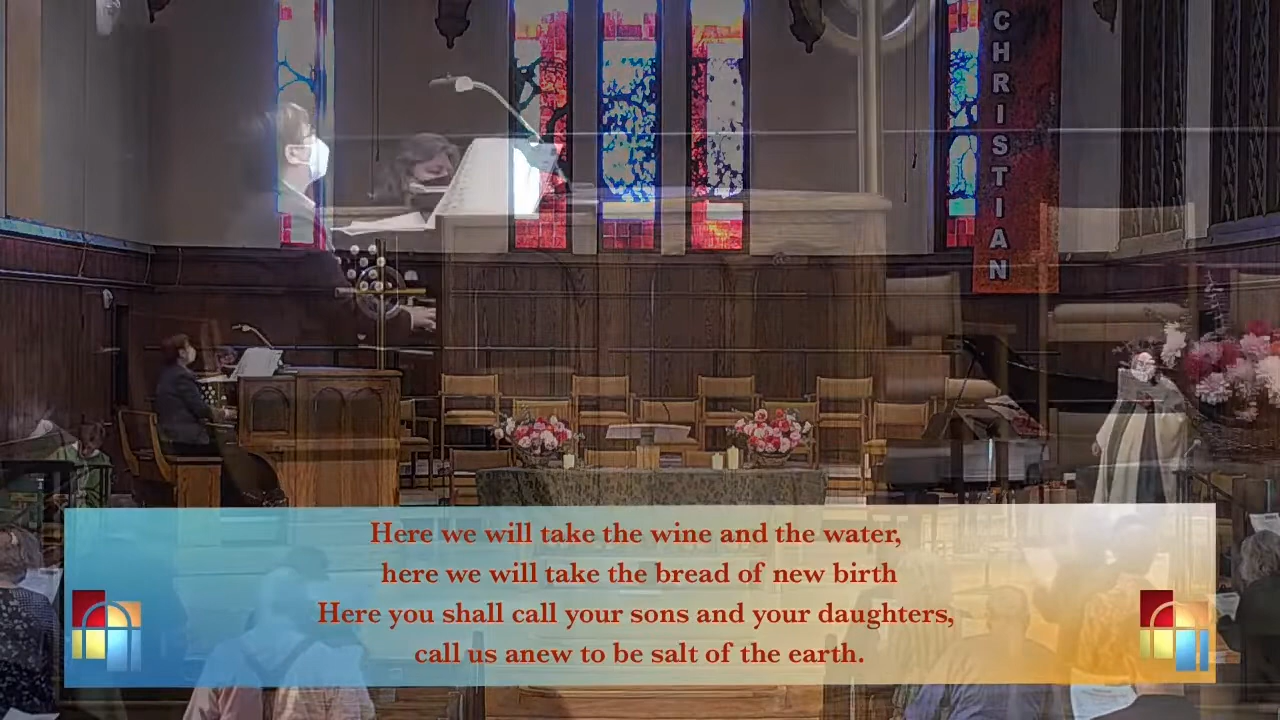 CHRISTIAN
Here we will take the wine and the water,
here we will take the bread of new birth
Here you shall call your sons and your daughters,
call us anew to be salt of the earth.